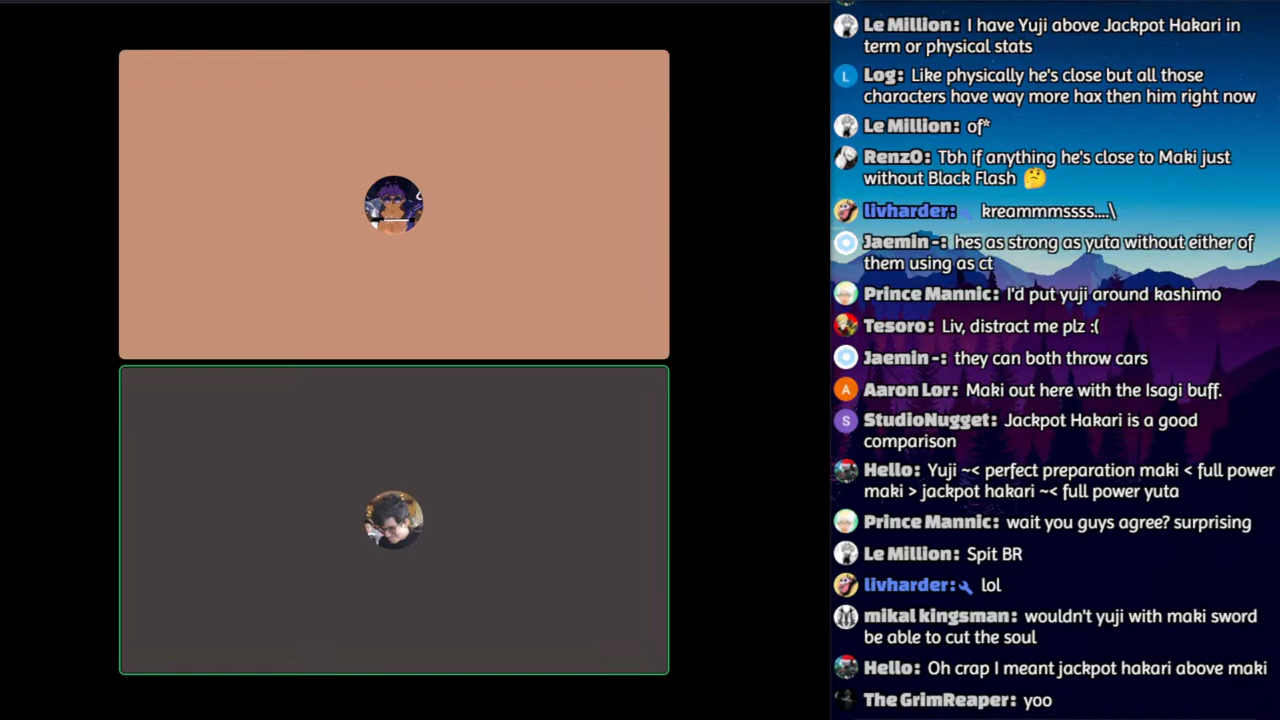 Le Million: I have Yuji above Jackpot Hakari in
term or physical stats
L
Log: Like physically he's close but all those
characters have way more hax then him right now
Le Million: of*
RenzO: Tbh if anything he's close to Maki just
without Black Flash 🤔
livharder: kreammmssss....\
Jaemin -: hes as strong as yuta without either of
them using as ct
Prince Mannic: I'd put yuji around kashimo
Tesoro: Liv, distract me plz :(
Jaemin -: they can both throw cars
A
Aaron Lor: Maki out here with the Isagi buff.
S
StudioNugget: Jackpot Hakari is a good
comparison
Hello: Yuji ~< perfect preparation maki < full power
maki > jackpot hakari ~< full power yuta
Prince Mannic: wait you guys agree? surprising
Le Million: Spit BR
livharder: lol
mikal kingsman: wouldn't yuji with maki sword
be able to cut the soul
Hello: Oh crap I meant jackpot hakari above maki
The GrimReaper: yoo